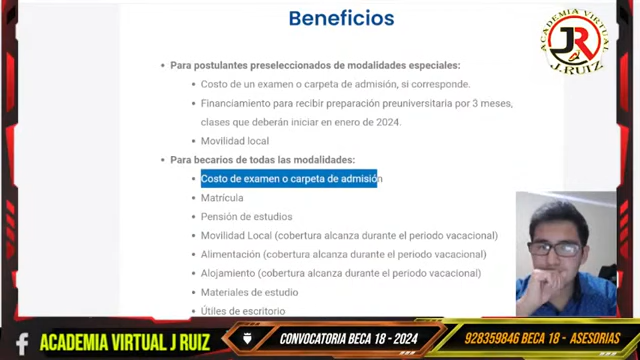 Beneficios
ACADEMIA VIRTUAL
JR
J.RUIZ
Para postulantes preseleccionados de modalidades especiales:
Costo de un examen o carpeta de admisión, si corresponde.
Financiamiento para recibir preparación preuniversitaria por 3 meses,
clases que deberán iniciar en enero de 2024.
Movilidad local
Para becarios de todas las modalidades:
Costo de examen o carpeta de admisión
Matrícula
Pensión de estudios
Movilidad Local (cobertura alcanza durante el periodo vacacional)
Alimentación (cobertura alcanza durante el periodo vacacional)
Alojamiento (cobertura alcanza durante el periodo vacacional)
Materiales de estudio
Útiles de escritorio
f ACADEMIA VIRTUAL J RUIZ
CONVOCATORIA BECA 18 - 2024
928359846 BECA 18 - ASESORIAS